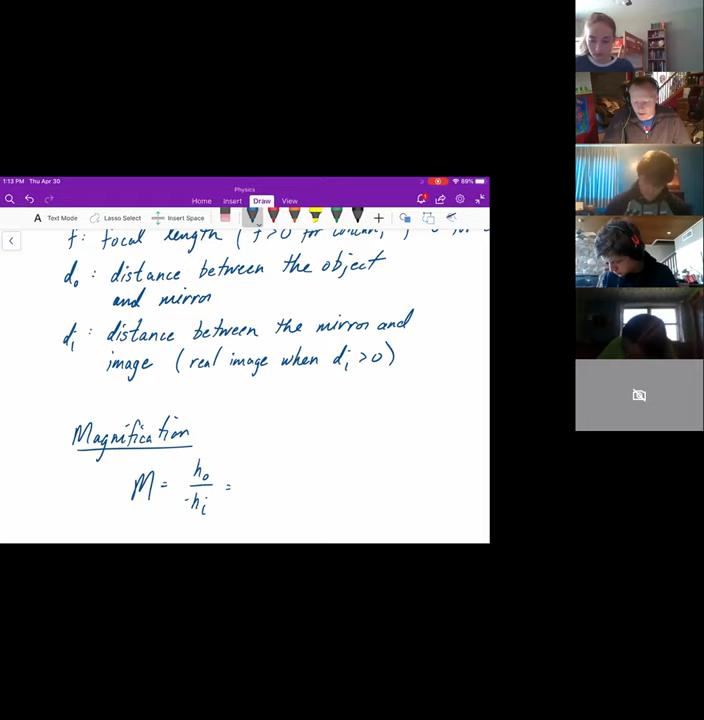 1:13 PM Thu Apr 30
89%
Physics
Home Insert Draw View
Text Mode Lasso Select Insert Space
f: focal length ( f>0 for
d₀ : distance between the object
and mirror
dᵢ : distance between the mirror and
image (real image when dᵢ >0)
Magnification
M = h₀ / -hᵢ =